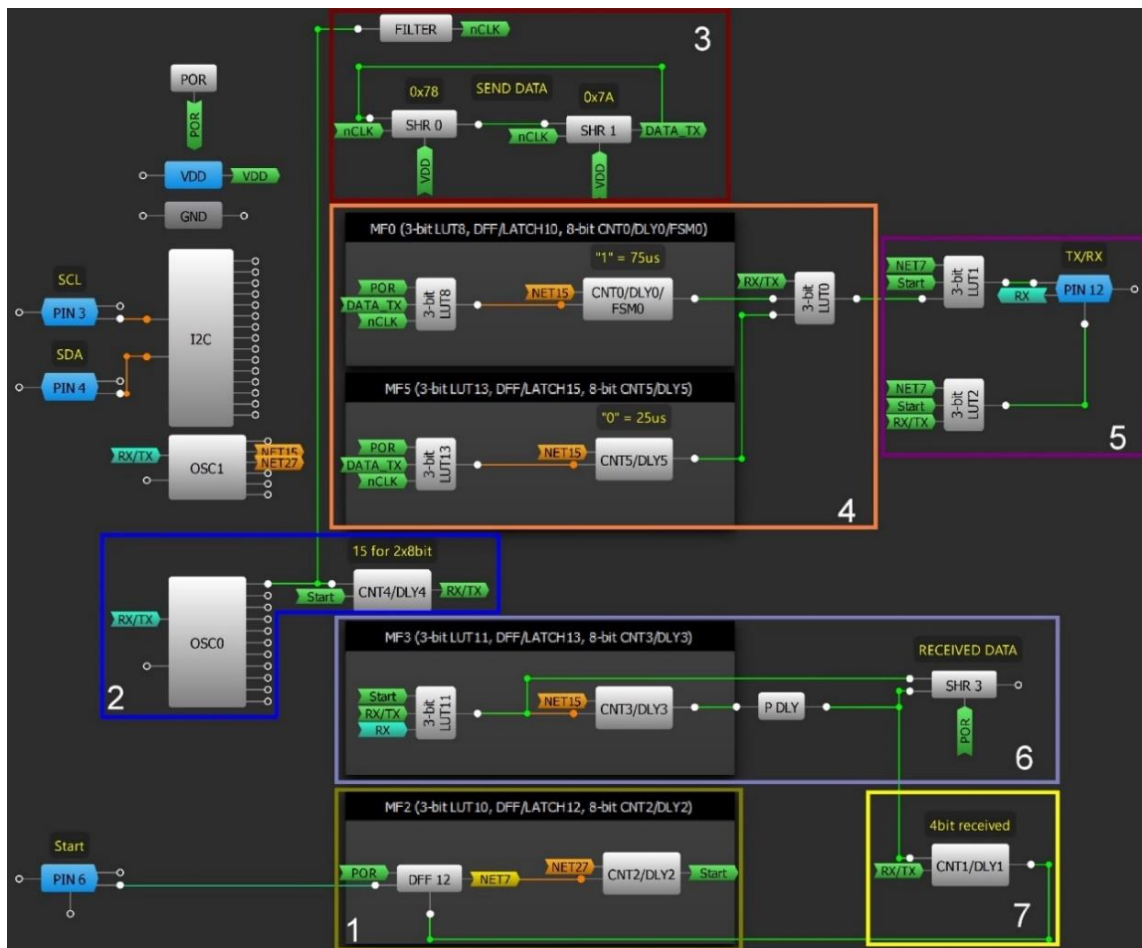 FILTER
nCLK
3
POR
POR
0x78
SEND DATA
0x7A
nCLK
SHR 0
nCLK
SHR 1
DATA_TX
VDD
VDD
VDD
VDD
GND
MF0 (3-bit LUT8, DFF/LATCH10, 8-bit CNT0/DLY0/FSM0)
"1" = 75us
POR
DATA_TX
nCLK
3-bit
LUT8
NET15
CNT0/DLY0/
FSM0
RX/TX
3-bit
LUT0
NET7
Start
3-bit
LUT1
TX/RX
RX
PIN 12
SCL
PIN 3
I2C
SDA
PIN 4
MF5 (3-bit LUT13, DFF/LATCH15, 8-bit CNT5/DLY5)
"0" = 25us
POR
DATA_TX
nCLK
3-bit
LUT13
NET15
CNT5/DLY5
4
NET7
Start
RX/TX
3-bit
LUT2
5
RX/TX
OSC1
NET15
NET27
15 for 2x8bit
Start
CNT4/DLY4
RX/TX
RX/TX
OSC0
2
MF3 (3-bit LUT11, DFF/LATCH13, 8-bit CNT3/DLY3)
RECEIVED DATA
Start
RX/TX
RX
3-bit
LUT11
NET15
CNT3/DLY3
P DLY
SHR 3
POR
6
MF2 (3-bit LUT10, DFF/LATCH12, 8-bit CNT2/DLY2)
4bit received
Start
PIN 6
POR
DFF 12
NET7
NET27
CNT2/DLY2
Start
RX/TX
CNT1/DLY1
1
7